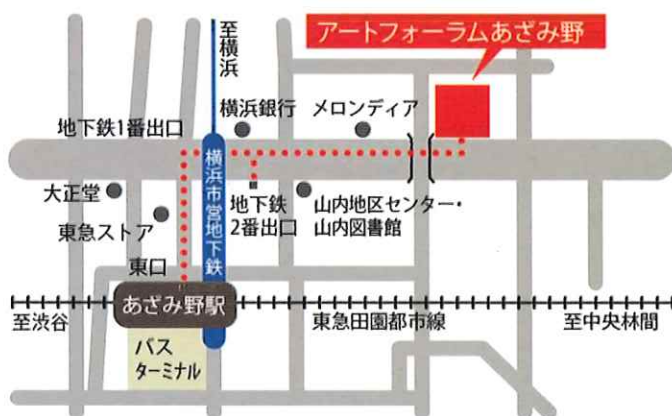 アートフォーラムあざみ野
至横浜
横浜銀行
メロンディア
地下鉄1番出口
横浜市営地下鉄
大正堂
地下鉄
2番出口
山内地区センター・
山内図書館
東急ストア
東口
あざみ野駅
至渋谷
東急田園都市線
至中央林間
バス
ターミナル